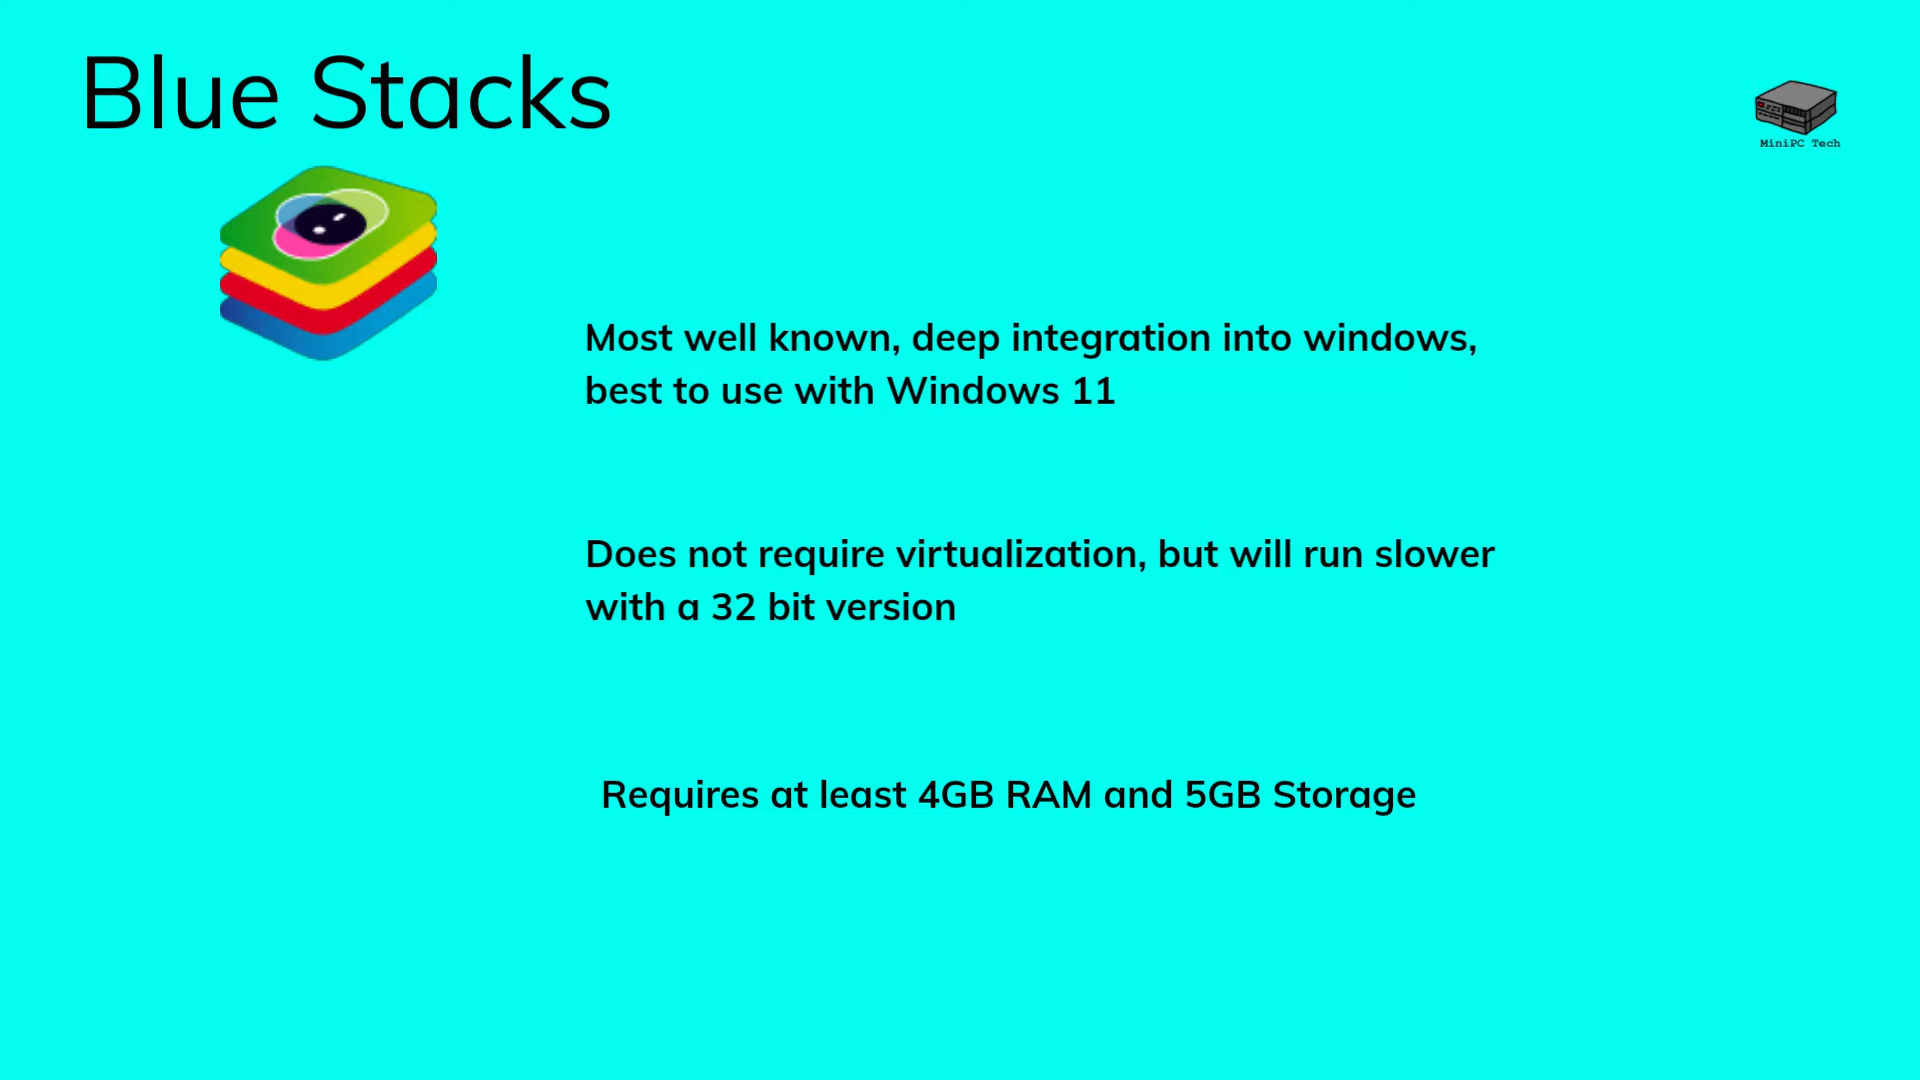 Blue Stacks
MiniPC Tech
Most well known, deep integration into windows,
best to use with Windows 11
Does not require virtualization, but will run slower
with a 32 bit version
Requires at least 4GB RAM and 5GB Storage